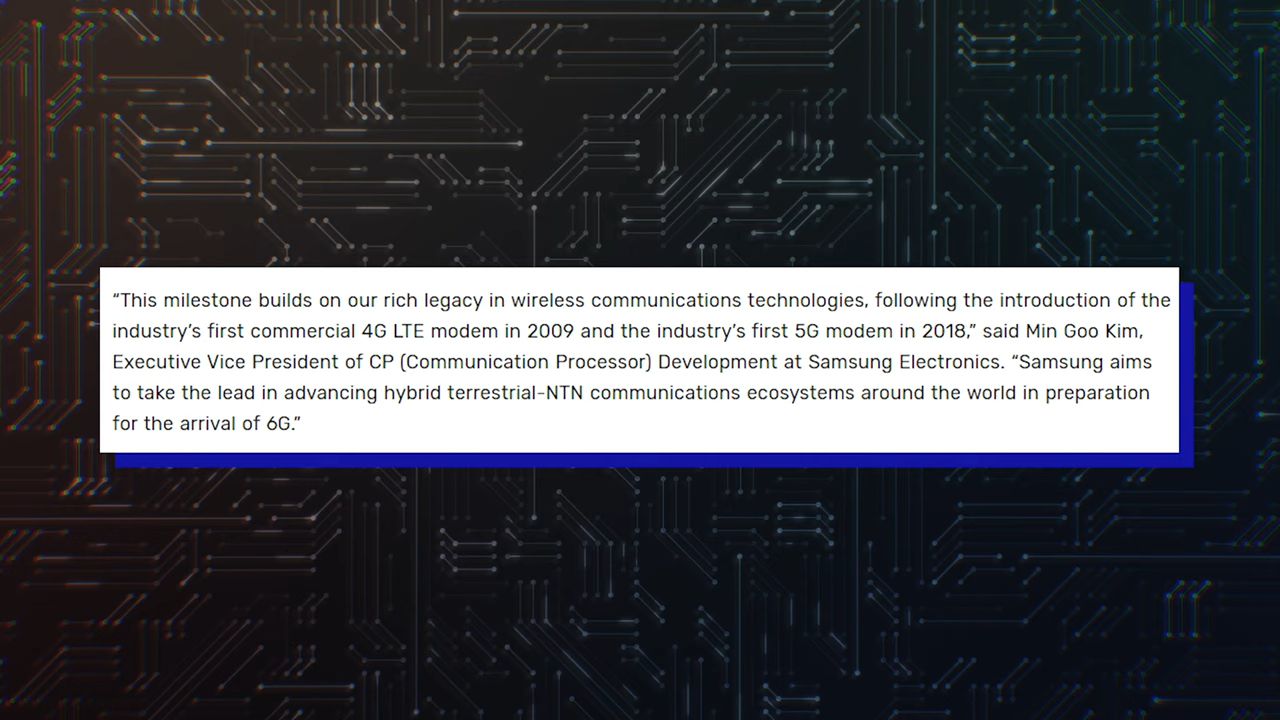 “This milestone builds on our rich legacy in wireless communications technologies, following the introduction of the
industry’s first commercial 4G LTE modem in 2009 and the industry’s first 5G modem in 2018,” said Min Goo Kim,
Executive Vice President of CP (Communication Processor) Development at Samsung Electronics. “Samsung aims
to take the lead in advancing hybrid terrestrial-NTN communications ecosystems around the world in preparation
for the arrival of 6G.”